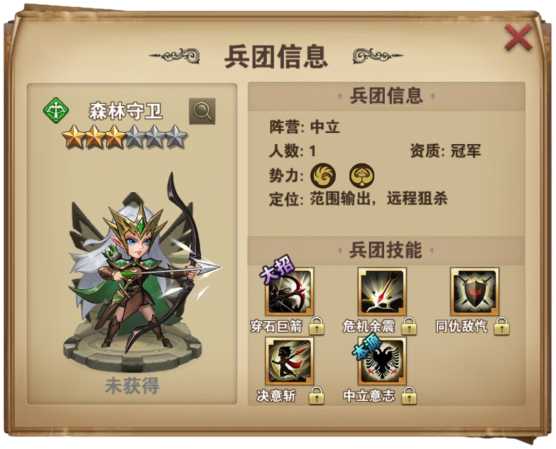 兵团信息
森林守卫
未获得
兵团信息
阵营: 中立
人数: 1 资质: 冠军
势力:
定位: 范围输出，远程狙杀
兵团技能
大招
穿石巨箭 危机余震 同仇敌忾
本源
决意斩 中立意志